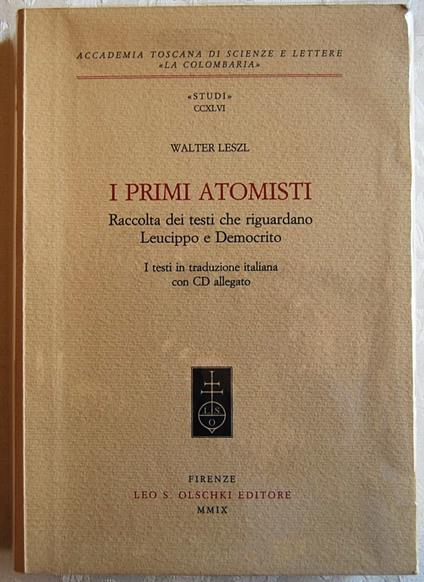 ACCADEMIA TOSCANA DI SCIENZE E LETTERE
«LA COLOMBARIA»
«STUDI»
CCXLVI
WALTER LESZL
I PRIMI ATOMISTI
Raccolta dei testi che riguardano
Leucippo e Democrito
I testi in traduzione italiana
con CD allegato
L S
O
FIRENZE
LEO S. OLSCHKI EDITORE
MMIX